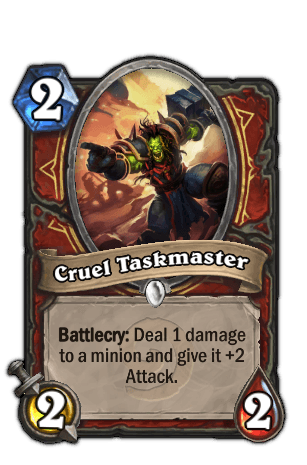 2
Cruel Taskmaster
Battlecry: Deal 1 damage
to a minion and give it +2
Attack.
2 2